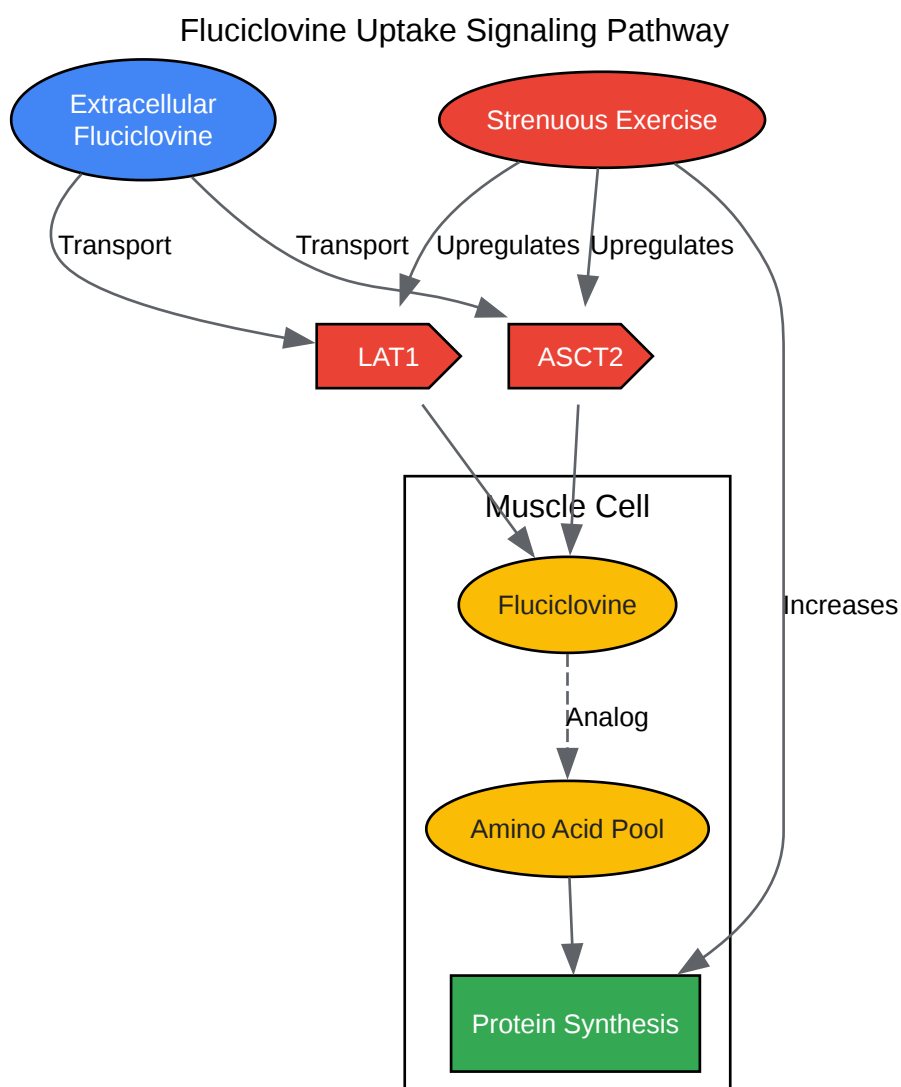 Fluciclovine Uptake Signaling Pathway
Extracellular
Fluciclovine
Strenuous Exercise
Transport
Transport
Upregulates
Upregulates
LAT1
ASCT2
Muscle Cell
Fluciclovine
Increases
Analog
Amino Acid Pool
Protein Synthesis